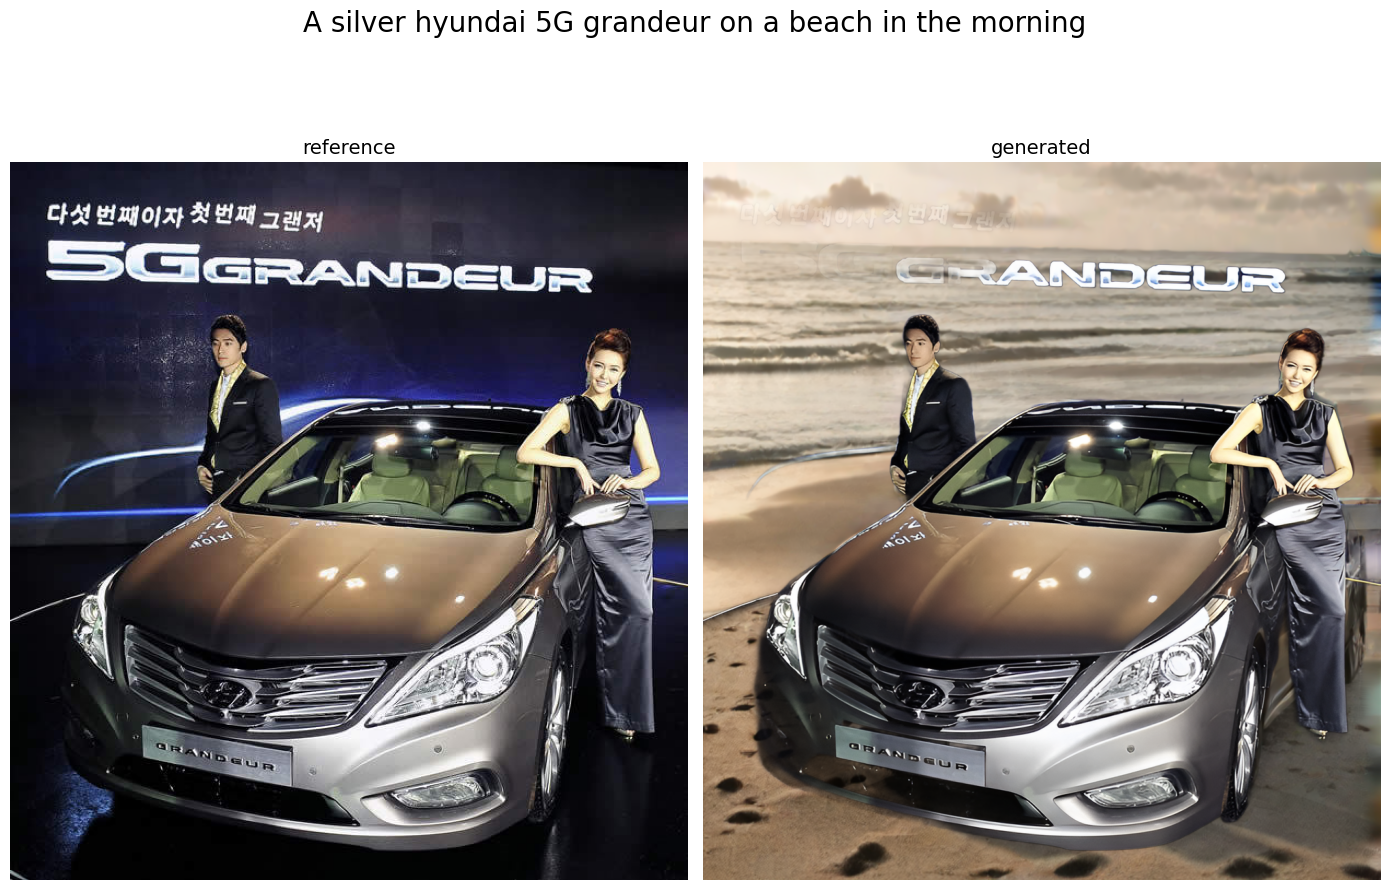 A silver hyundai 5G grandeur on a beach in the morning
reference
다섯번째이자 첫번째 그랜저
5GGRANDEUR
GRANDEUR
generated
다섯번째이자 첫번째 그랜저
GRANDEUR
GRANDEUR